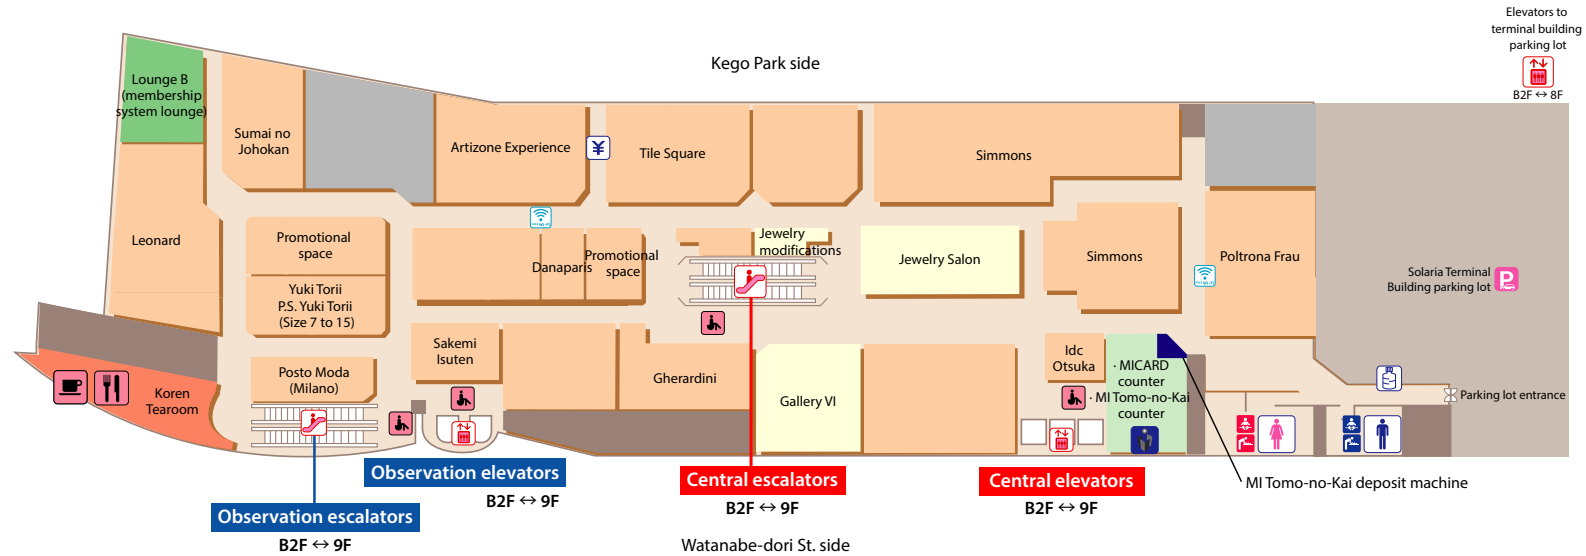 Elevators to
terminal building
parking lot
B2F ↔ 8F
Kego Park side
Lounge B
(membership
system lounge)
Sumai no
Johokan
Artizone Experience
¥
Tile Square
Simmons
Leonard
Promotional
space
Yuki Torii
P.S. Yuki Torii
(Size 7 to 15)
Danaparis
Promotional
space
Jewelry
modifications
Jewelry Salon
Simmons
Poltrona Frau
Solaria Terminal
Building parking lot
P
Koren
Tearoom
Posto Moda
(Milano)
Sakemi
Isuten
Gherardini
Gallery VI
Idc
Otsuka
· MICARD
counter
· MI Tomo-no-Kai
counter
Parking lot entrance
MI Tomo-no-Kai deposit machine
Observation elevators
B2F ↔ 9F
Central escalators
B2F ↔ 9F
Central elevators
B2F ↔ 9F
Observation escalators
B2F ↔ 9F
Watanabe-dori St. side